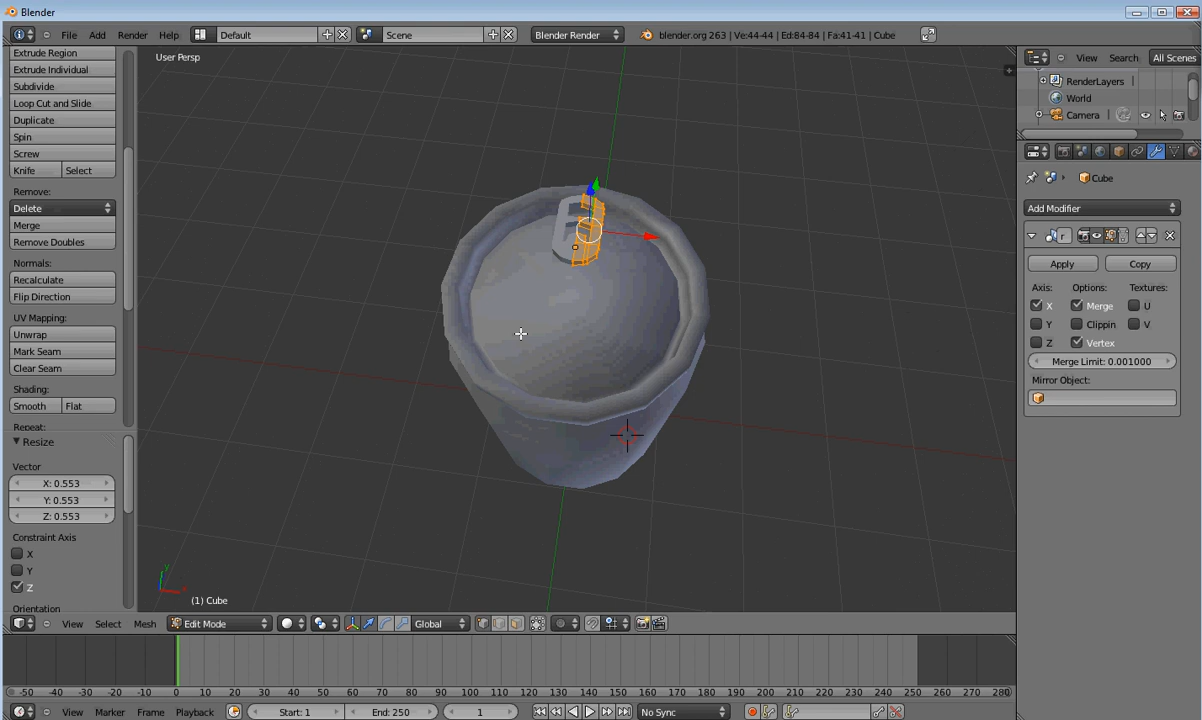 Blender
File Add Render Default Scene Blender Render blender.org 263 | Ve:44-44 | Ed:84-84 | Fa:41-41 | Cube
Extrude Region
Extrude Individual
Subdivide
Loop Cut and Slide
Duplicate
Spin
Screw
Knife Select
Remove:
Delete
Merge
Remove Doubles
Normals:
Recalculate
Flip Direction
UV Mapping:
Unwrap
Mark Seam
Clear Seam
Shading:
Smooth Flat
Repeat:
Resize
Vector
X: 0.553
Y: 0.553
Z: 0.553
Constraint Axis
X
Y
Z
Orientation
User Persp
y
x
(1) Cube
View Search All Scenes
RenderLayers
World
Camera
Cube
Add Modifier
r
Apply Copy
Axis: Options: Textures:
X Merge U
Y Clippin V
Z Vertex
Merge Limit: 0.001000
Mirror Object:
View Select Mesh Edit Mode Global
-50 -40 -30 -20 -10 0 10 20 30 40 50 60 70 80 90 100 110 120 130 140 150 160 170 180 190 200 210 220 230 240 250 260 270 280
View Marker Frame Playback Start: 1 End: 250 1 No Sync